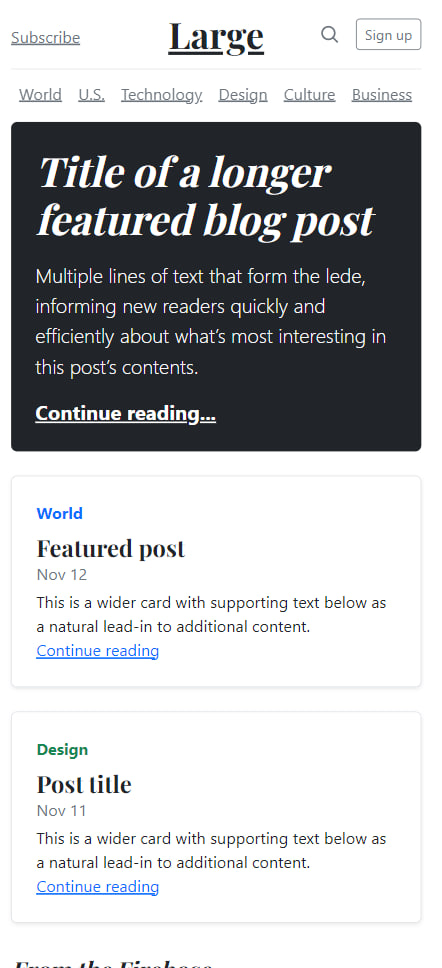 Subscribe Large Sign up
World U.S. Technology Design Culture Business
Title of a longer
featured blog post
Multiple lines of text that form the lede,
informing new readers quickly and
efficiently about what’s most interesting in
this post’s contents.
Continue reading...
World
Featured post
Nov 12
This is a wider card with supporting text below as
a natural lead-in to additional content.
Continue reading
Design
Post title
Nov 11
This is a wider card with supporting text below as
a natural lead-in to additional content.
Continue reading
From the Firehose